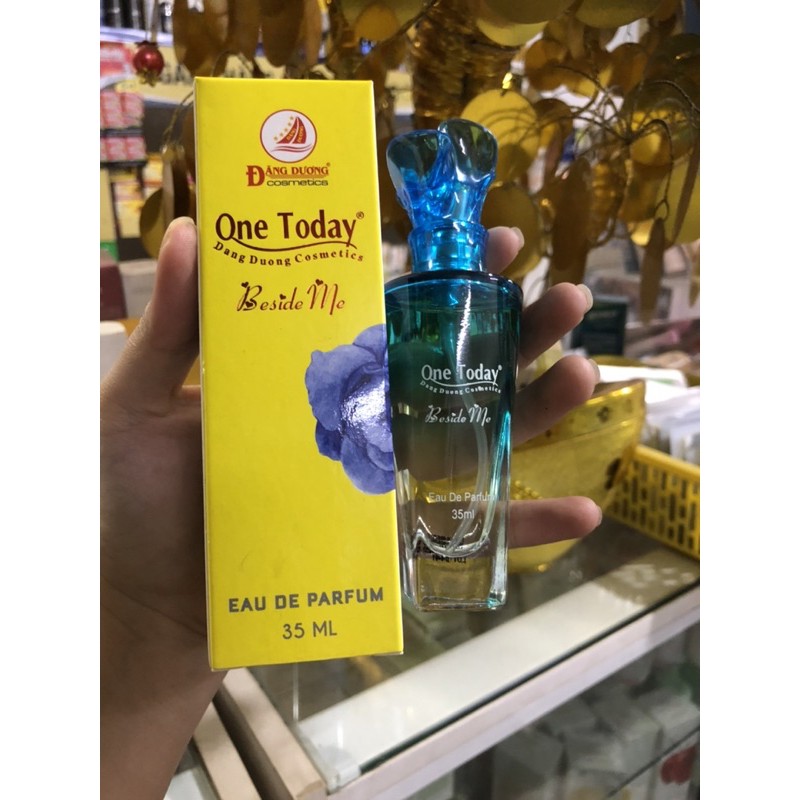 ĐĂNG DƯƠNG®
cosmetics
One Today®
Dang Duong Cosmetics
Beside Me
EAU DE PARFUM
35 ML
One Today®
Dang Duong Cosmetics
Beside Me
Eau De Parfum
35ml